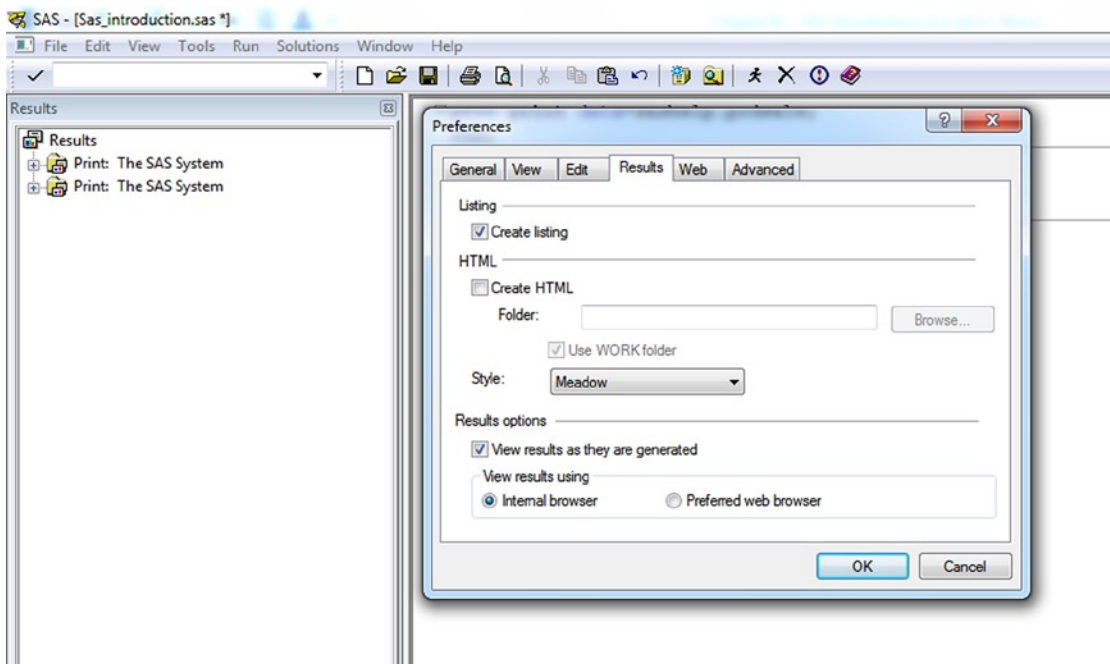 SAS - [Sas_introduction.sas *]
File Edit View Tools Run Solutions Window Help
Results
Results
Print: The SAS System
Print: The SAS System
Preferences
General View Edit Results Web Advanced
Listing
Create listing
HTML
Create HTML
Folder:
Browse...
Use WORK folder
Style:
Meadow
Results options
View results as they are generated
View results using
Internal browser
Preferred web browser
OK
Cancel